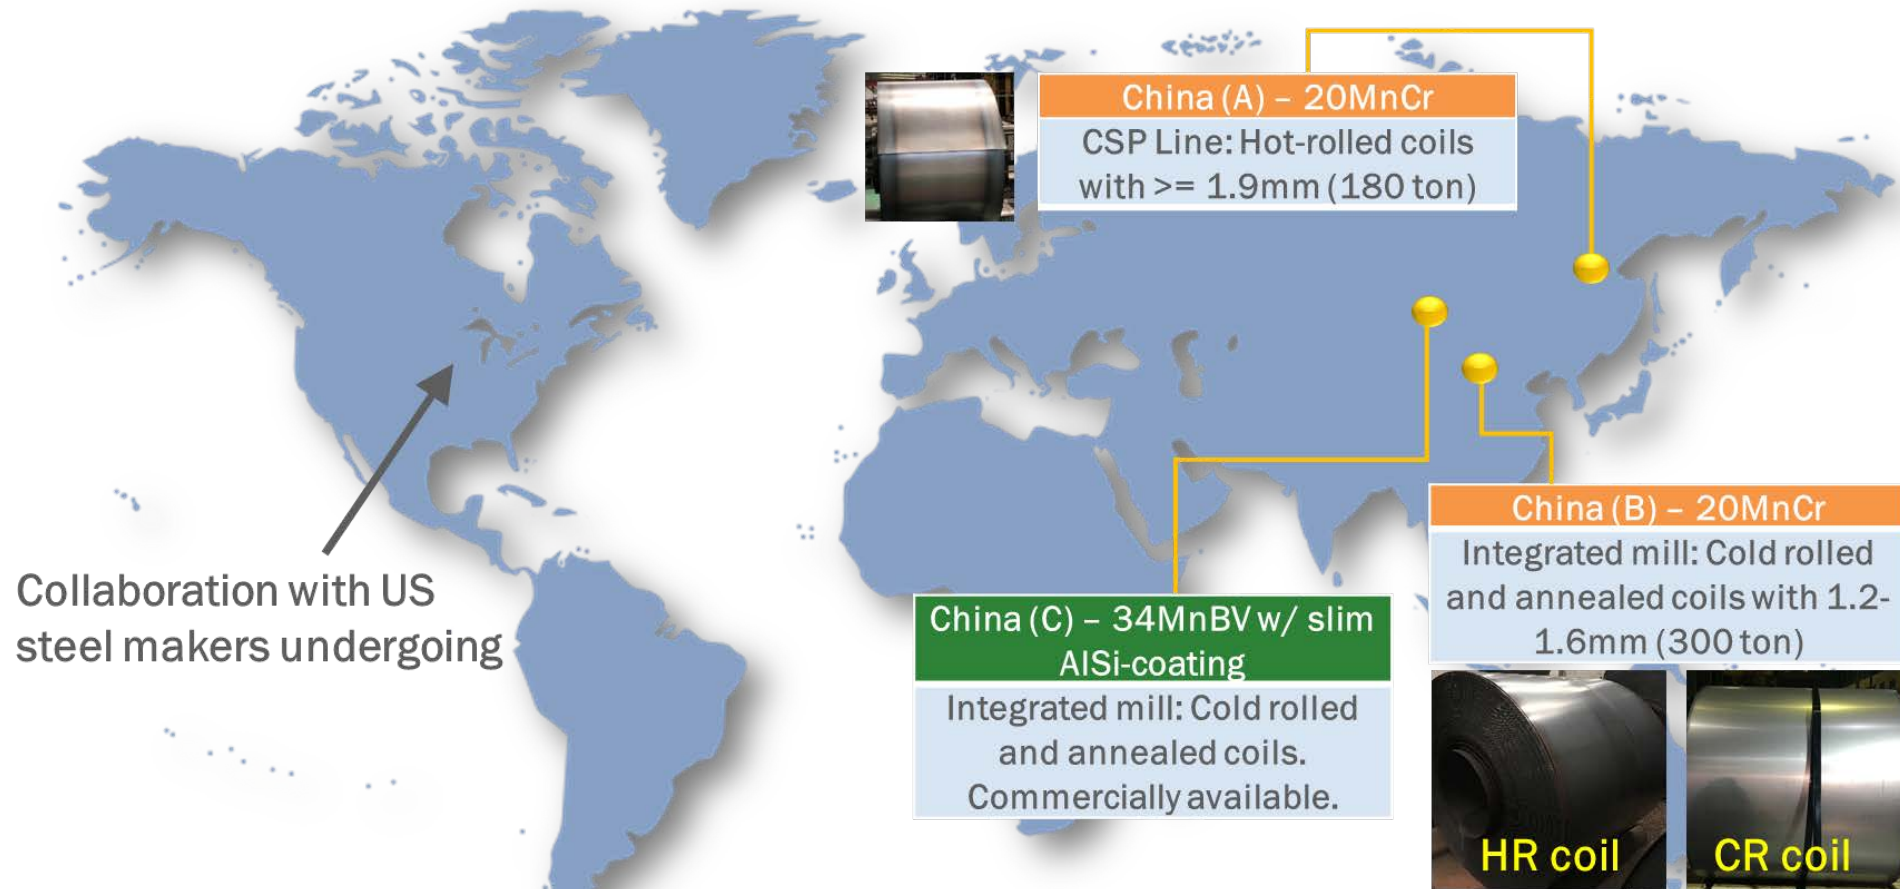 China (A) – 20MnCr
CSP Line: Hot-rolled coils
with >= 1.9mm (180 ton)
Collaboration with US
steel makers undergoing
China (C) – 34MnBV w/ slim
AlSi-coating
Integrated mill: Cold rolled
and annealed coils.
Commercially available.
China (B) – 20MnCr
Integrated mill: Cold rolled
and annealed coils with 1.2-
1.6mm (300 ton)
HR coil
CR coil